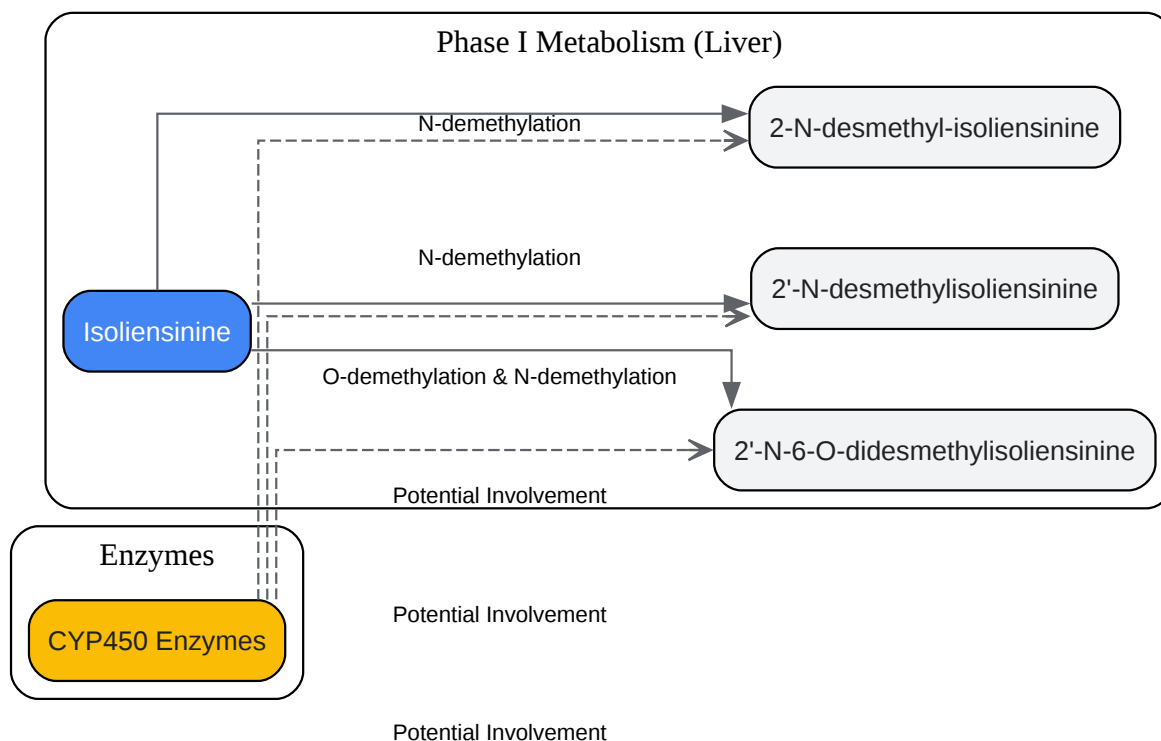 Phase I Metabolism (Liver)
N-demethylation
2-N-desmethyl-isoliensinine
N-demethylation
2'-N-desmethylisoliensinine
Isoliensinine
O-demethylation & N-demethylation
2'-N-6-O-didesmethylisoliensinine
Potential Involvement
Enzymes
CYP450 Enzymes
Potential Involvement
Potential Involvement